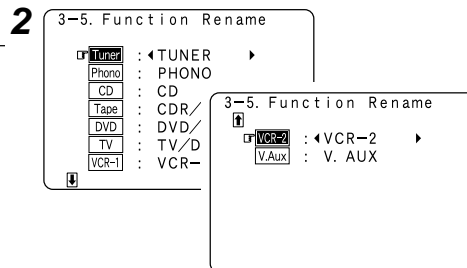 2
3-5. Function Rename
Tuner : TUNER
Phono : PHONO
CD : CD
Tape : CDR/
DVD : DVD/
TV : TV/D
VCR-1 : VCR-
3-5. Function Rename
VCR-2 : VCR-2
V.Aux : V. AUX